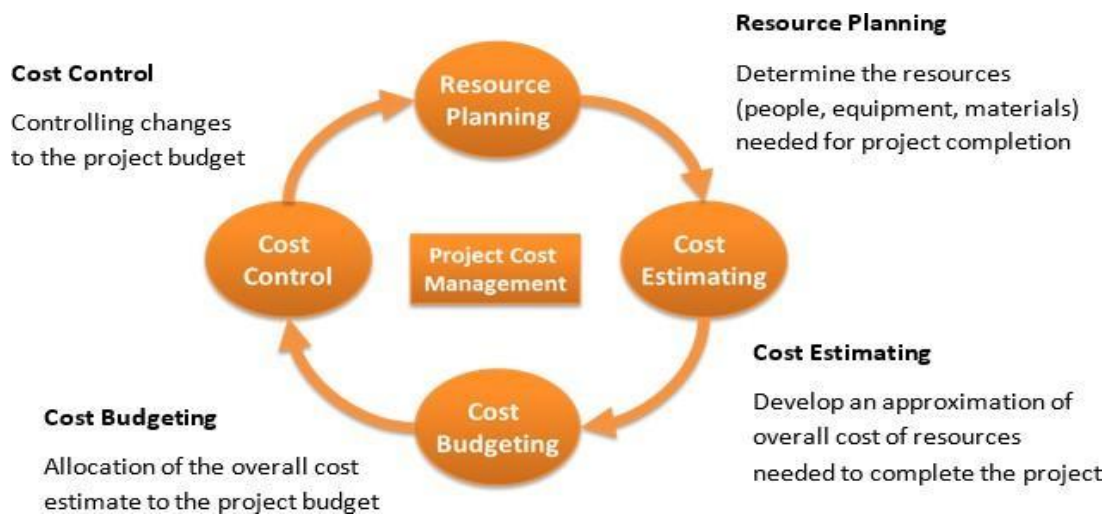 Resource Planning
Determine the resources
(people, equipment, materials)
needed for project completion
Cost Control
Controlling changes
to the project budget
Resource
Planning
Cost
Control
Project Cost
Management
Cost
Estimating
Cost
Budgeting
Cost Estimating
Develop an approximation of
overall cost of resources
needed to complete the project
Cost Budgeting
Allocation of the overall cost
estimate to the project budget